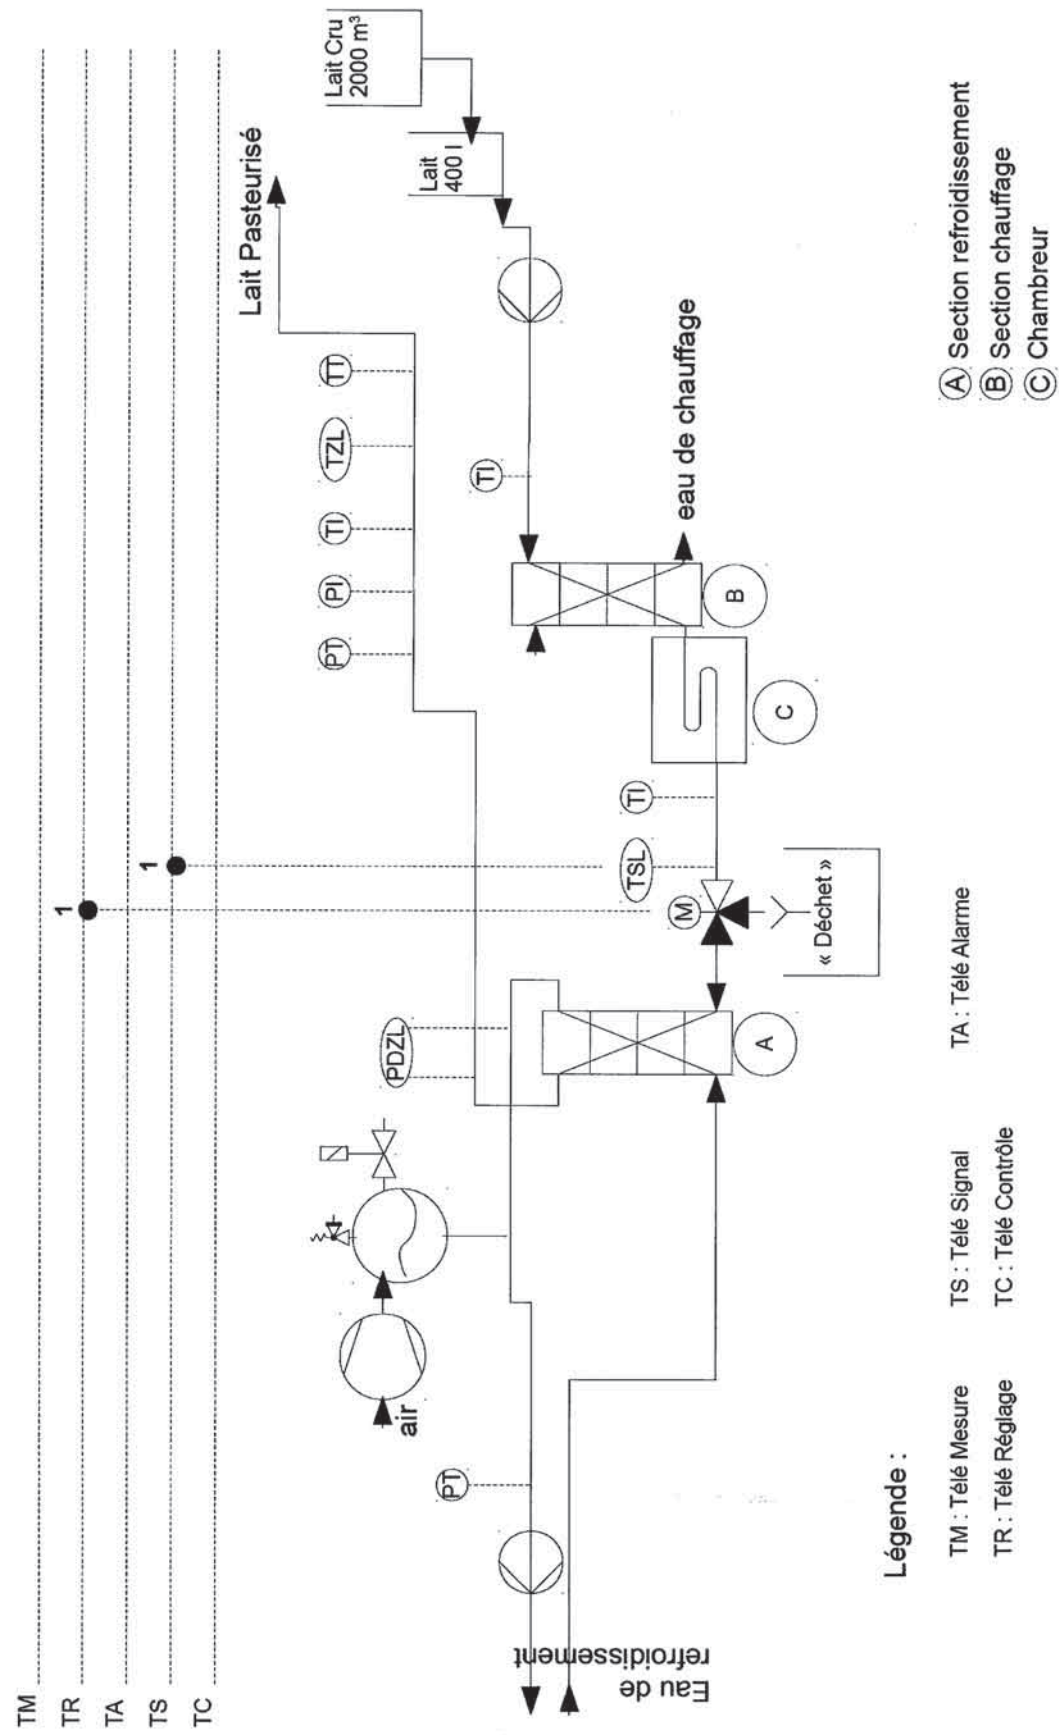 TM
TR
TA
TS
TC
1
1
Lait Pasteurisé
Lait Cru
2000 m³
Lait
400 l
PT
PI
TI
TZL
TT
TI
eau de chauffage
B
C
TI
TSL
M
« Déchet »
A
PDZL
air
PT
Eau de
refroidissement
Légende :
TM : Télé Mesure
TS : Télé Signal
TA : Télé Alarme
TR : Télé Réglage
TC : Télé Contrôle
A Section refroidissement
B Section chauffage
C Chambreur